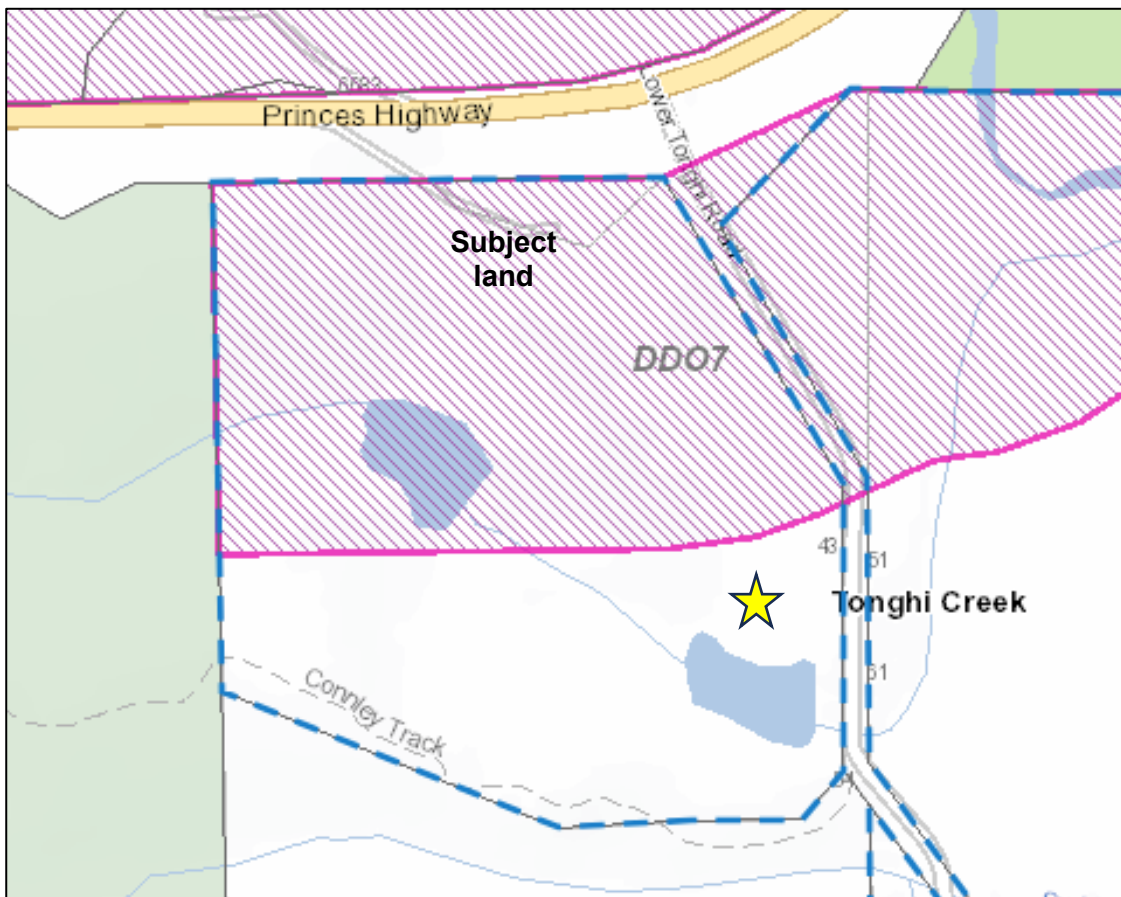 Princes Highway
Lower Tonghi Road
Subject
land
DDO7
43
51
Tonghi Creek
51
Connley Track